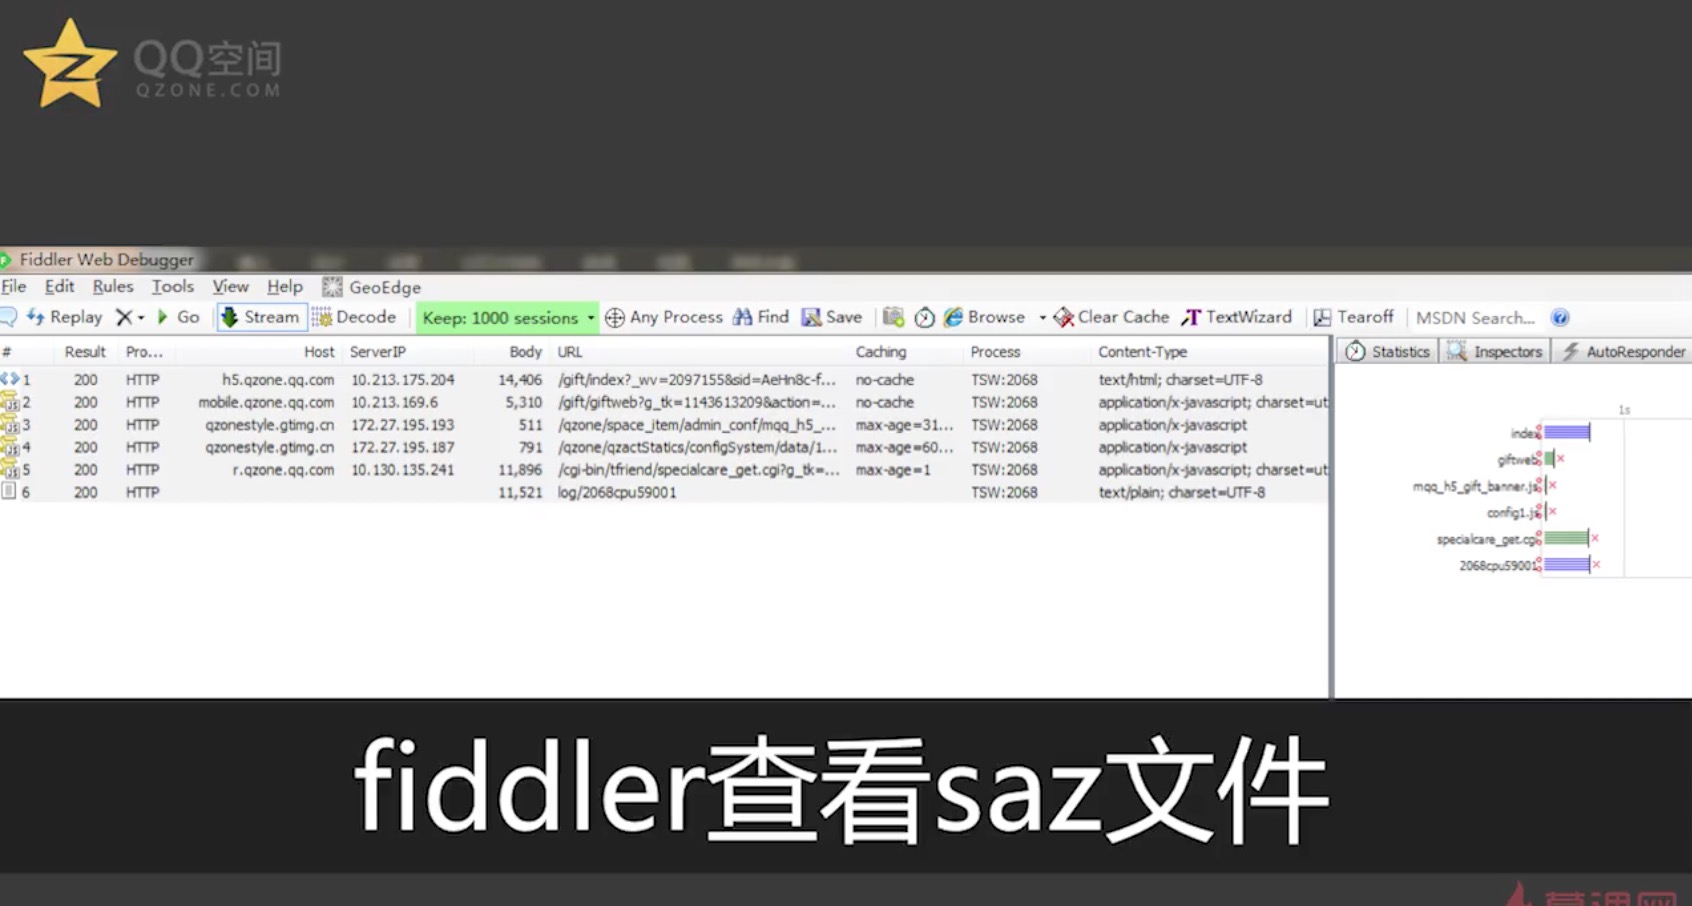 QQ空间
QZONE.COM
Fiddler Web Debugger
File Edit Rules Tools View Help GeoEdge
Replay Go Stream Decode Keep: 1000 sessions Any Process Find Save Browse Clear Cache TextWizard Tearoff MSDN Search...
# Result Pro... Host ServerIP Body URL Caching Process Content-Type Statistics Inspectors AutoResponder
1 200 HTTP h5.qzone.qq.com 10.213.175.204 14,406 /gift/index?_wv=2097155&sid=AeHn8c-f... no-cache TSW:2068 text/html; charset=UTF-8
2 200 HTTP mobile.qzone.qq.com 10.213.169.6 5,310 /gift/giftweb?g_tk=1143613209&action=... no-cache TSW:2068 application/x-javascript; charset=ut
3 200 HTTP qzonestyle.gtimg.cn 172.27.195.193 511 /qzone/space_item/admin_conf/mqq_h5_... max-age=31... TSW:2068 application/x-javascript
4 200 HTTP qzonestyle.gtimg.cn 172.27.195.187 791 /qzone/qzactStatics/configSystem/data/1... max-age=60... TSW:2068 application/x-javascript
5 200 HTTP r.qzone.qq.com 10.130.135.241 11,896 /cgi-bin/tfriend/specialcare_get.cgi?g_tk=... max-age=1 TSW:2068 application/x-javascript; charset=ut
6 200 HTTP 11,521 log/2068cpu59001 TSW:2068 text/plain; charset=UTF-8
1s
index
giftweb
mqq_h5_gift_banner.js
config1.js
specialcare_get.cgi
2068cpu59001
fiddler查看saz文件